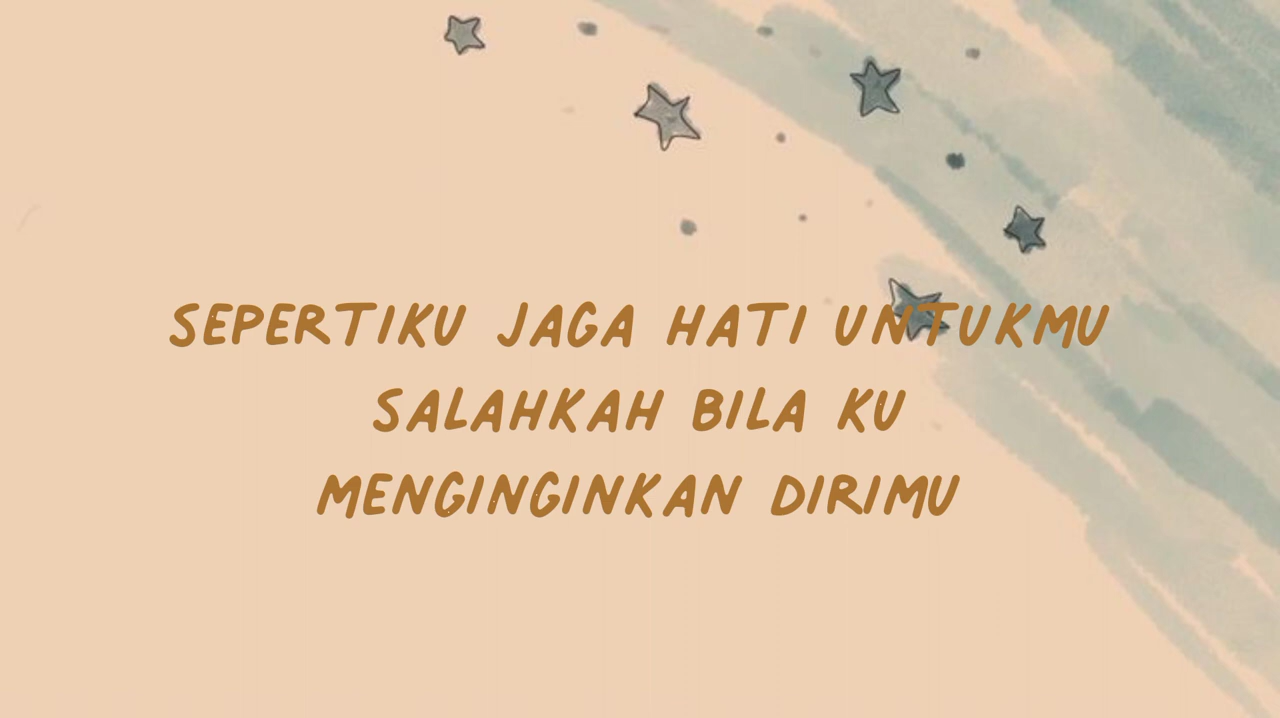 SEPERTIKU JAGA HATI UNTUKMU
SALAHKAH BILA KU
MENGINGINKAN DIRIMU